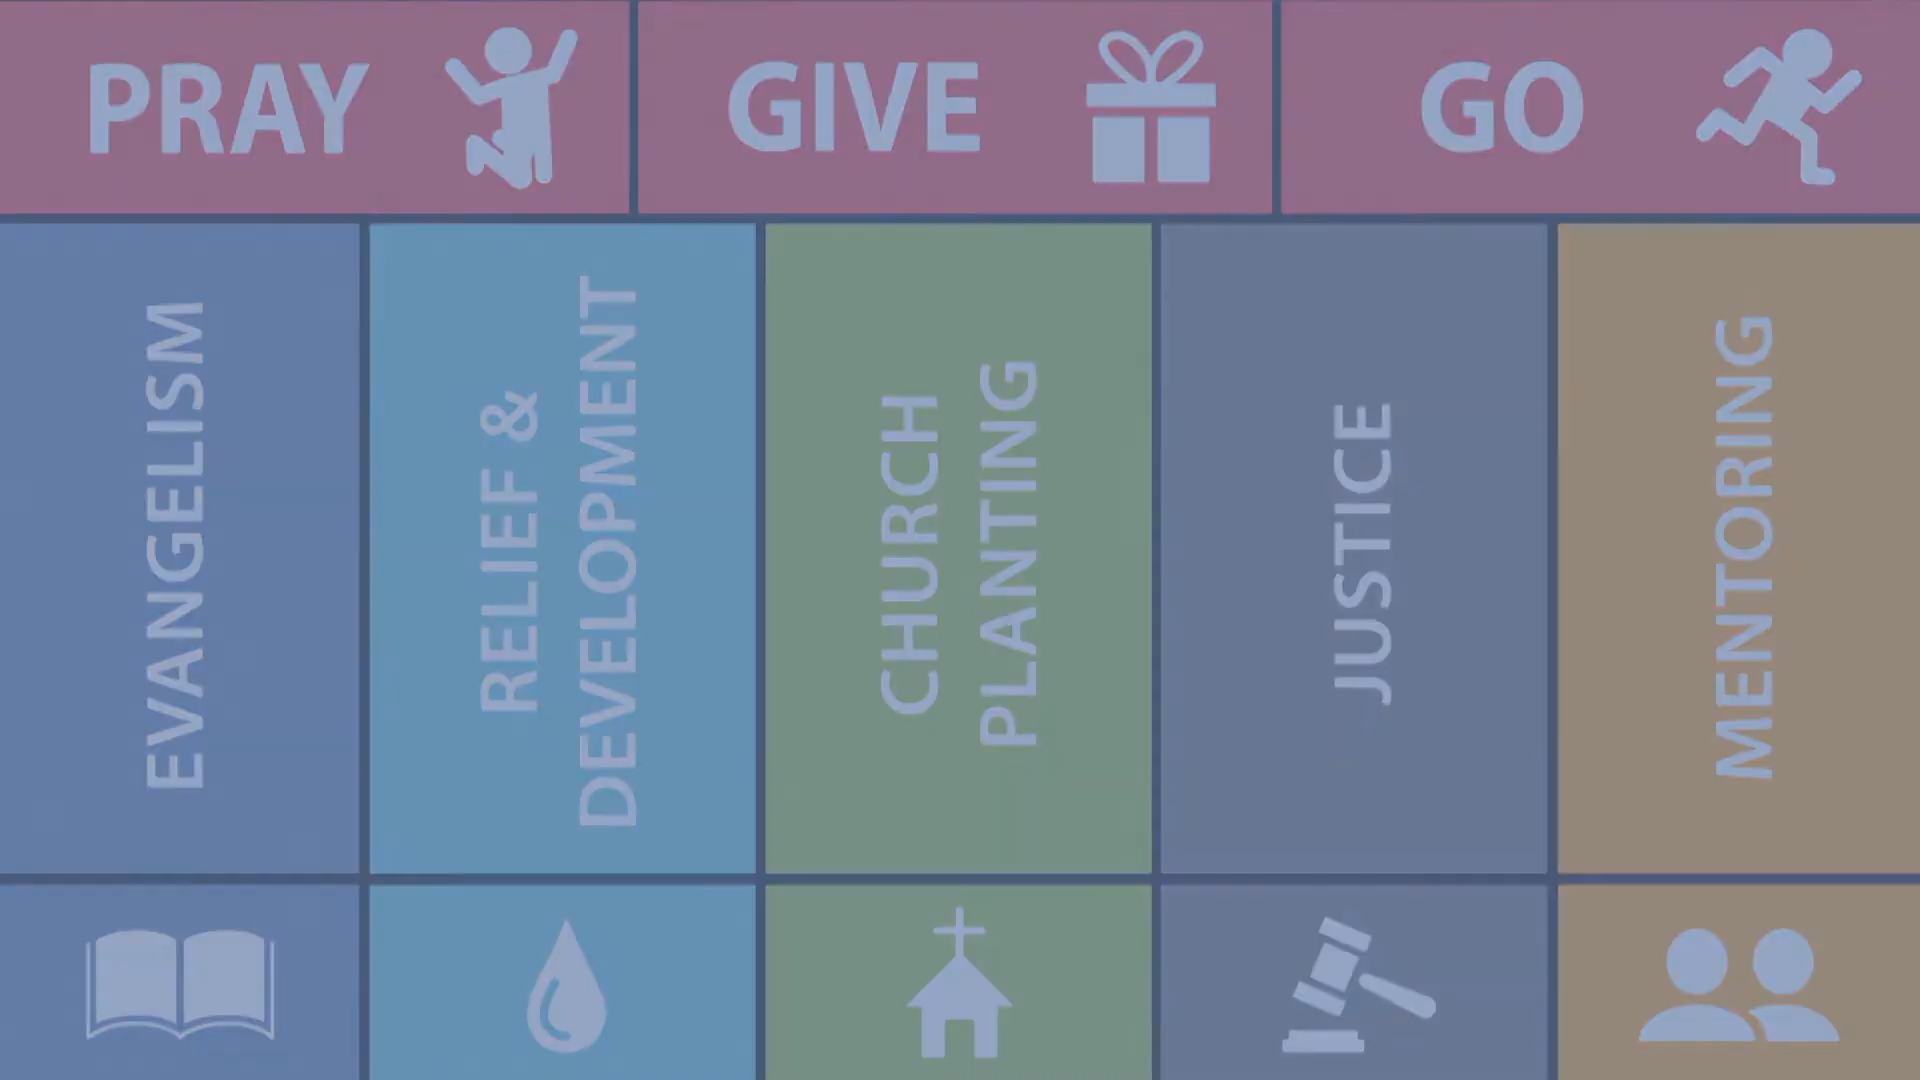 PRAY
GIVE
GO
EVANGELISM
RELIEF &
DEVELOPMENT
CHURCH
PLANTING
JUSTICE
MENTORING